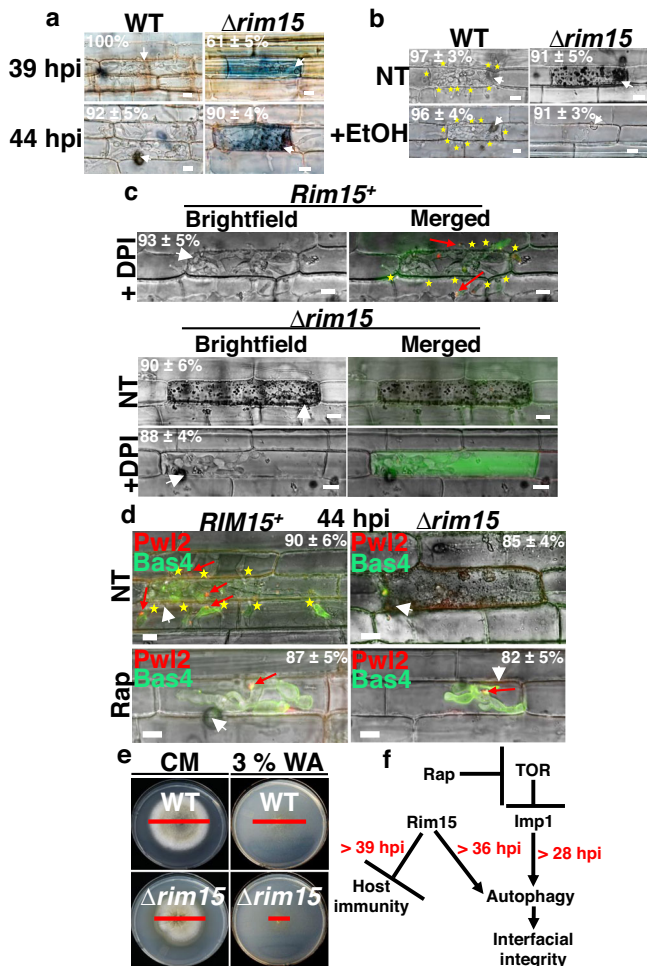 a
WT
Δrim15
39 hpi
100%
61 ± 5%
44 hpi
92 ± 5%
90 ± 4%
b
WT
Δrim15
NT
97 ± 3%
91 ± 5%
+EtOH
96 ± 4%
91 ± 3%
c
Rim15+
Brightfield
Merged
+ DPI
93 ± 5%
Δrim15
Brightfield
Merged
NT
90 ± 6%
+DPI
88 ± 4%
d
RIM15+
44 hpi
Δrim15
NT
Pwl2
Bas4
90 ± 6%
Pwl2
Bas4
85 ± 4%
Rap
Pwl2
Bas4
87 ± 5%
Pwl2
Bas4
82 ± 5%
e
CM
3 % WA
WT
WT
Δrim15
Δrim15
f
Rap
TOR
Rim15
Imp1
> 39 hpi
> 36 hpi
> 28 hpi
Host
immunity
Autophagy
Interfacial
integrity